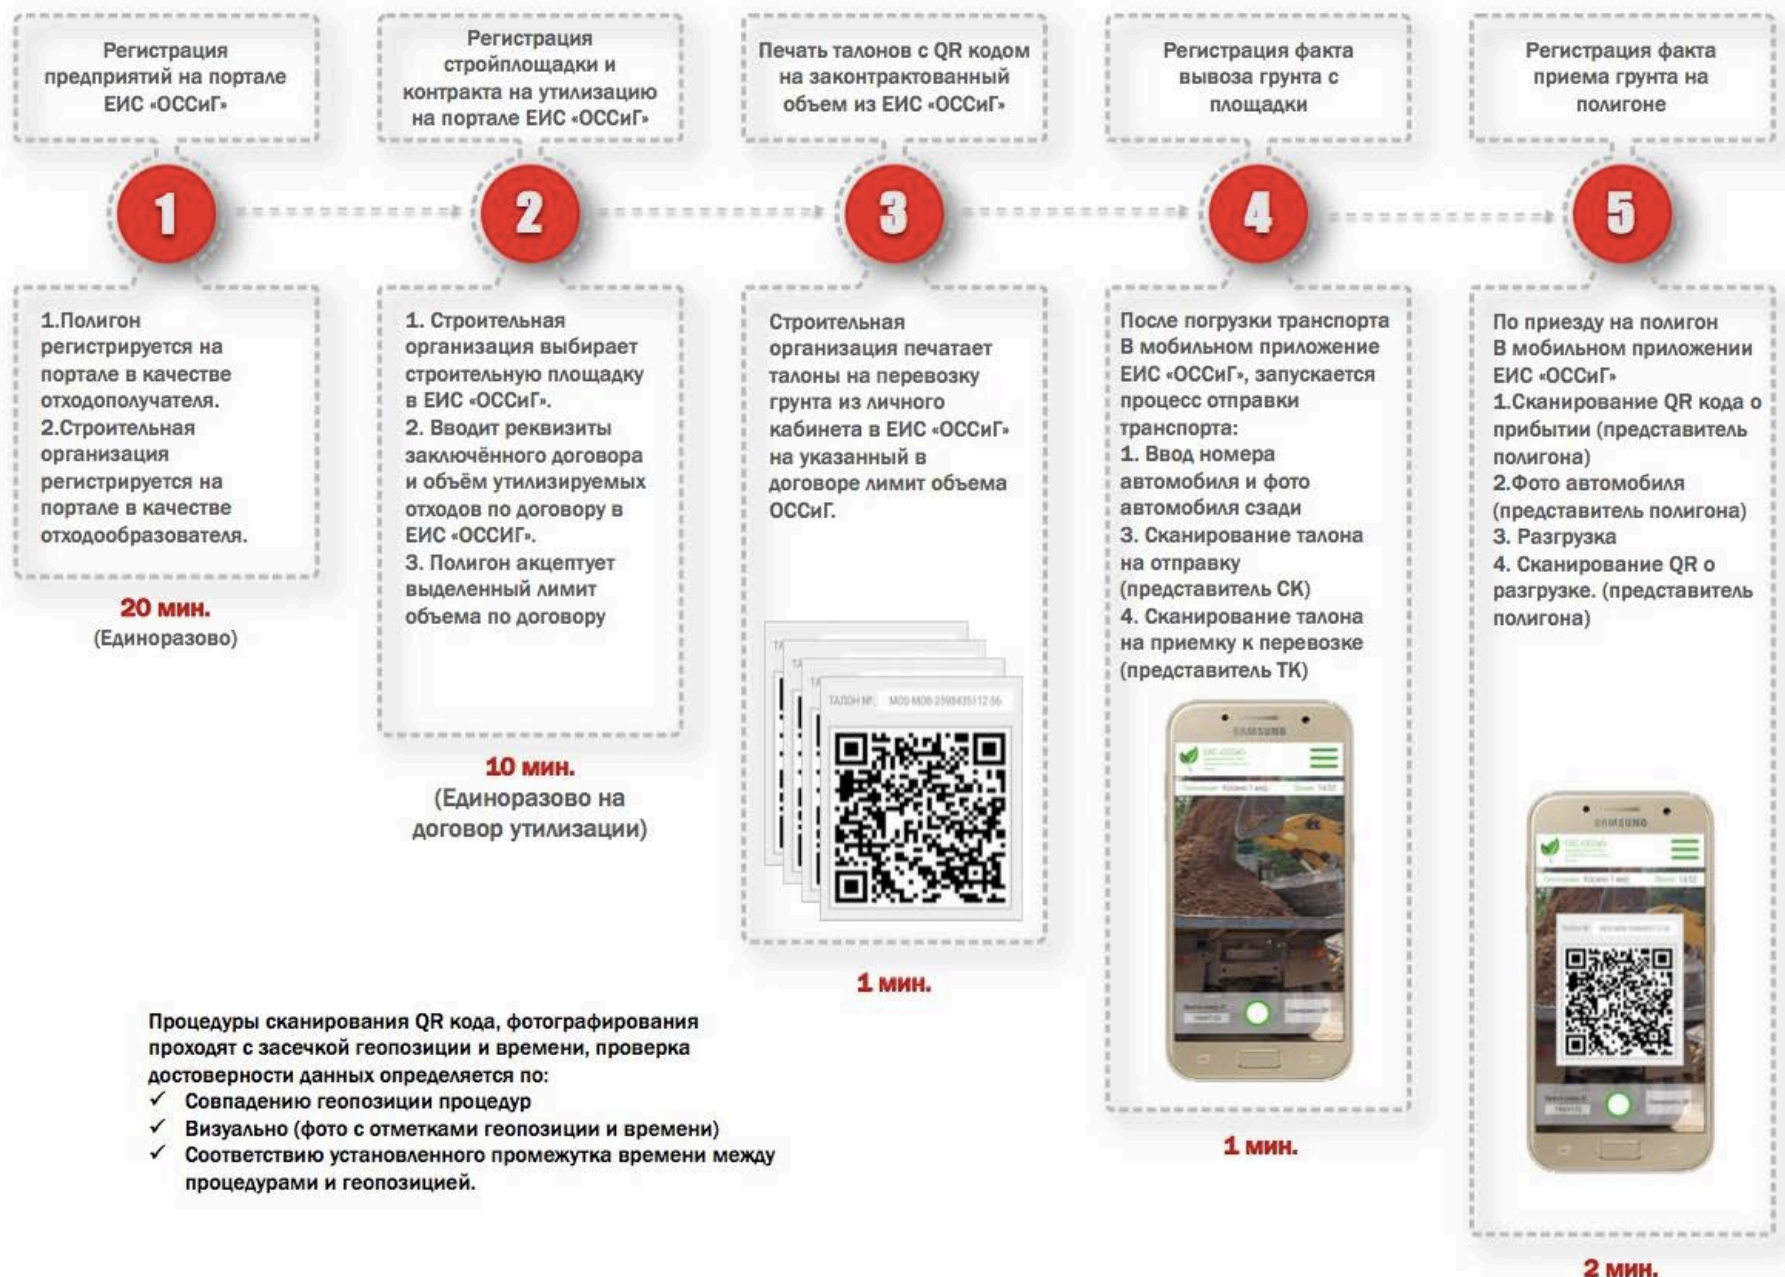 Регистрация
предприятий на портале
ЕИС «ОССиГ»
Регистрация
стройплощадки и
контракта на утилизацию
на портале ЕИС «ОССиГ»
Печать талонов с QR кодом
на законтрактованный
объем из ЕИС «ОССиГ»
Регистрация факта
вывоза грунта с
площадки
Регистрация факта
приема грунта на
полигоне
1
2
3
4
5
1.Полигон
регистрируется на
портале в качестве
отходополучателя.
2.Строительная
организация
регистрируется на
портале в качестве
отходообразователя.
20 мин.
(Единоразово)
1. Строительная
организация выбирает
строительную площадку
в ЕИС «ОССиГ».
2. Вводит реквизиты
заключённого договора
и объём утилизируемых
отходов по договору в
ЕИС «ОССИГ».
3. Полигон акцептует
выделенный лимит
объема по договору
10 мин.
(Единоразово на
договор утилизации)
Строительная
организация печатает
талоны на перевозку
грунта из личного
кабинета в ЕИС «ОССиГ»
на указанный в
договоре лимит объема
ОССиГ.
ТАЛОН №:
1 мин.
После погрузки транспорта
В мобильном приложение
ЕИС «ОССиГ», запускается
процесс отправки
транспорта:
1. Ввод номера
автомобиля и фото
автомобиля сзади
3. Сканирование талона
на отправку
(представитель СК)
4. Сканирование талона
на приемку к перевозке
(представитель ТК)
SAMSUNG
ЕИС «ОССиГ»
1 мин.
По приезду на полигон
В мобильном приложении
ЕИС «ОССиГ»
1.Сканирование QR кода о
прибытии (представитель
полигона)
2.Фото автомобиля
(представитель полигона)
3. Разгрузка
4. Сканирование QR о
разгрузке. (представитель
полигона)
SAMSUNG
ЕИС «ОССиГ»
2 мин.
Процедуры сканирования QR кода, фотографирования
проходят с засечкой геопозиции и времени, проверка
достоверности данных определяется по:
✓ Совпадению геопозиции процедур
✓ Визуально (фото с отметками геопозиции и времени)
✓ Соответствию установленного промежутка времени между
процедурами и геопозицией.